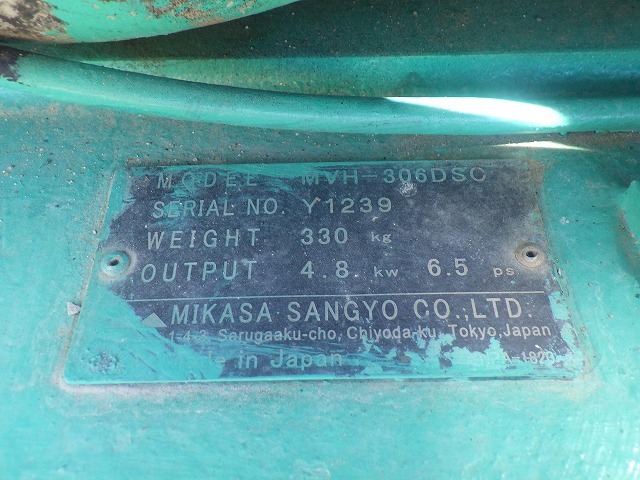 MODEL MVH-306DSC
SERIAL NO. Y1239
WEIGHT 330 kg
OUTPUT 4.8 kw 6.5 ps
MIKASA SANGYO CO.,LTD.
1-4-3, Sarugaku-cho, Chiyoda-ku, Tokyo, Japan
in Japan